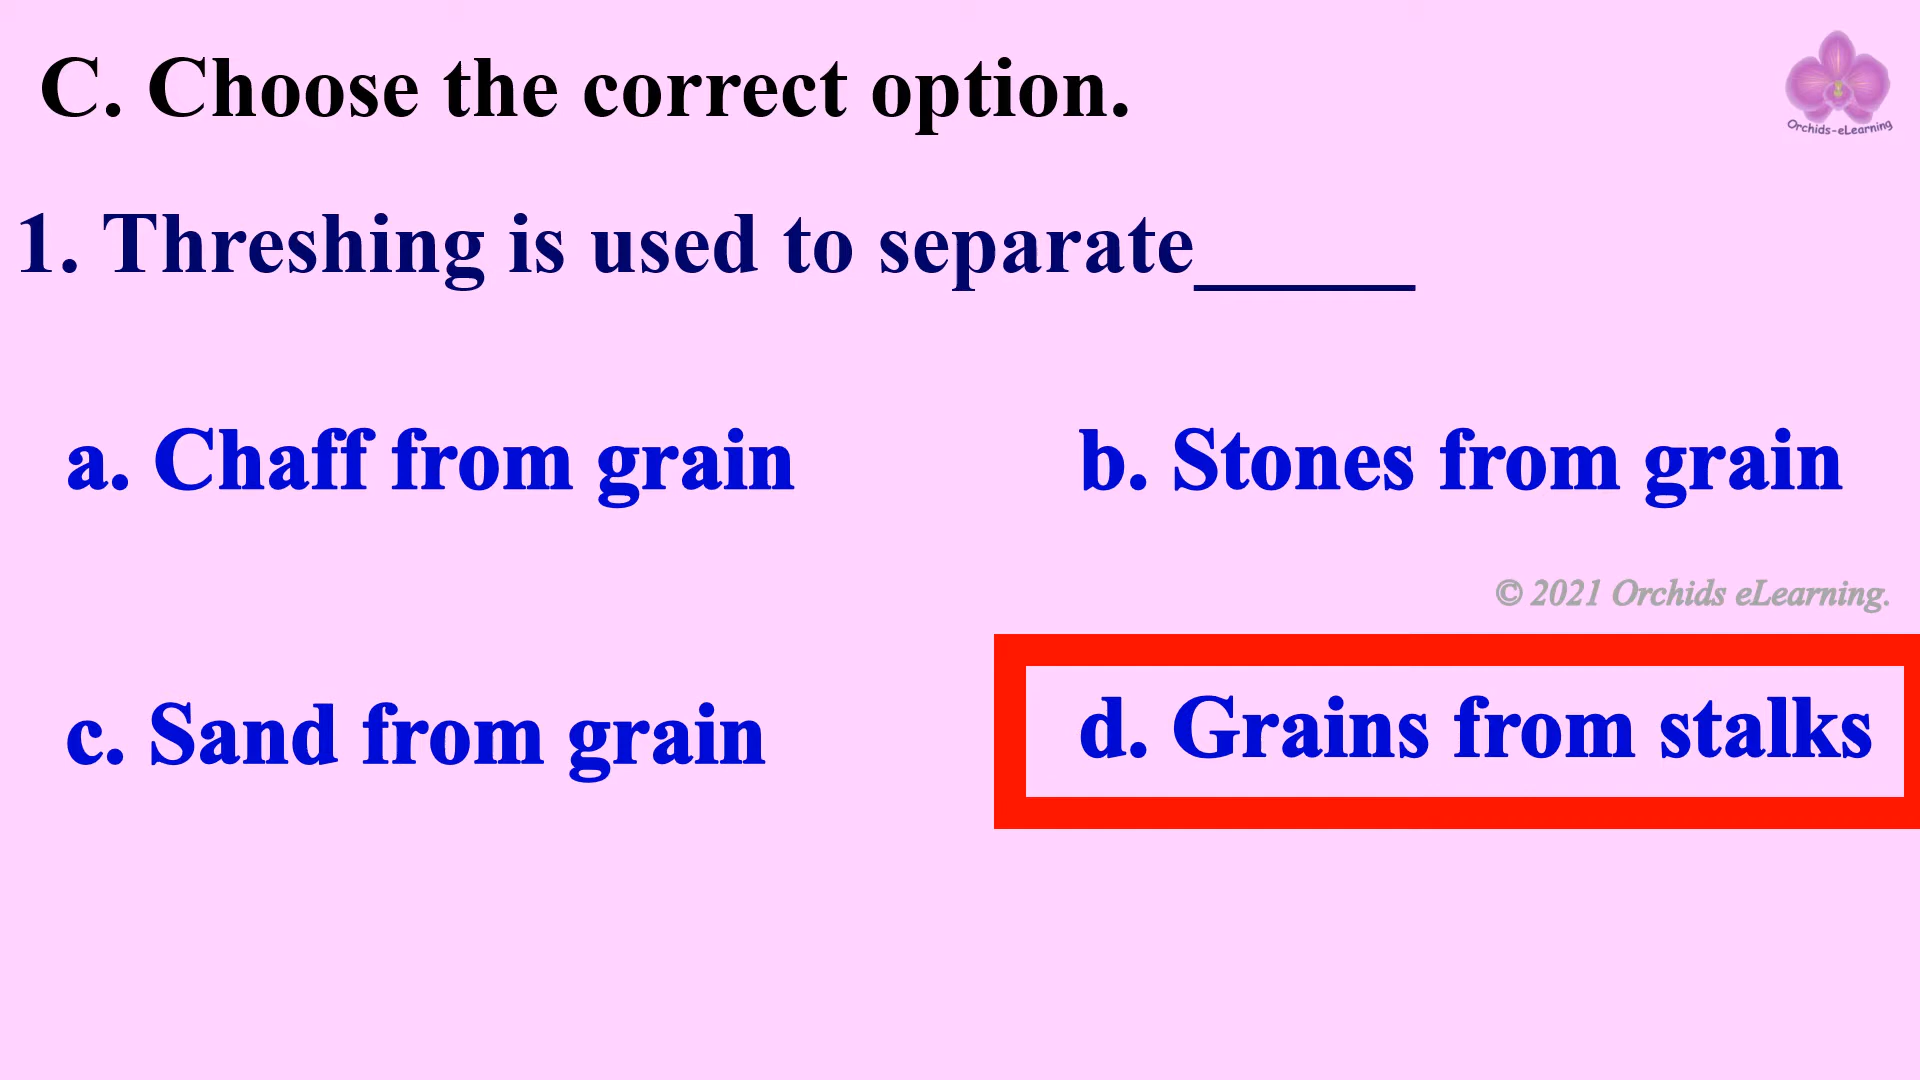 C. Choose the correct option.
Orchids-eLearning
1. Threshing is used to separate_____
a. Chaff from grain
b. Stones from grain
© 2021 Orchids eLearning.
c. Sand from grain
d. Grains from stalks